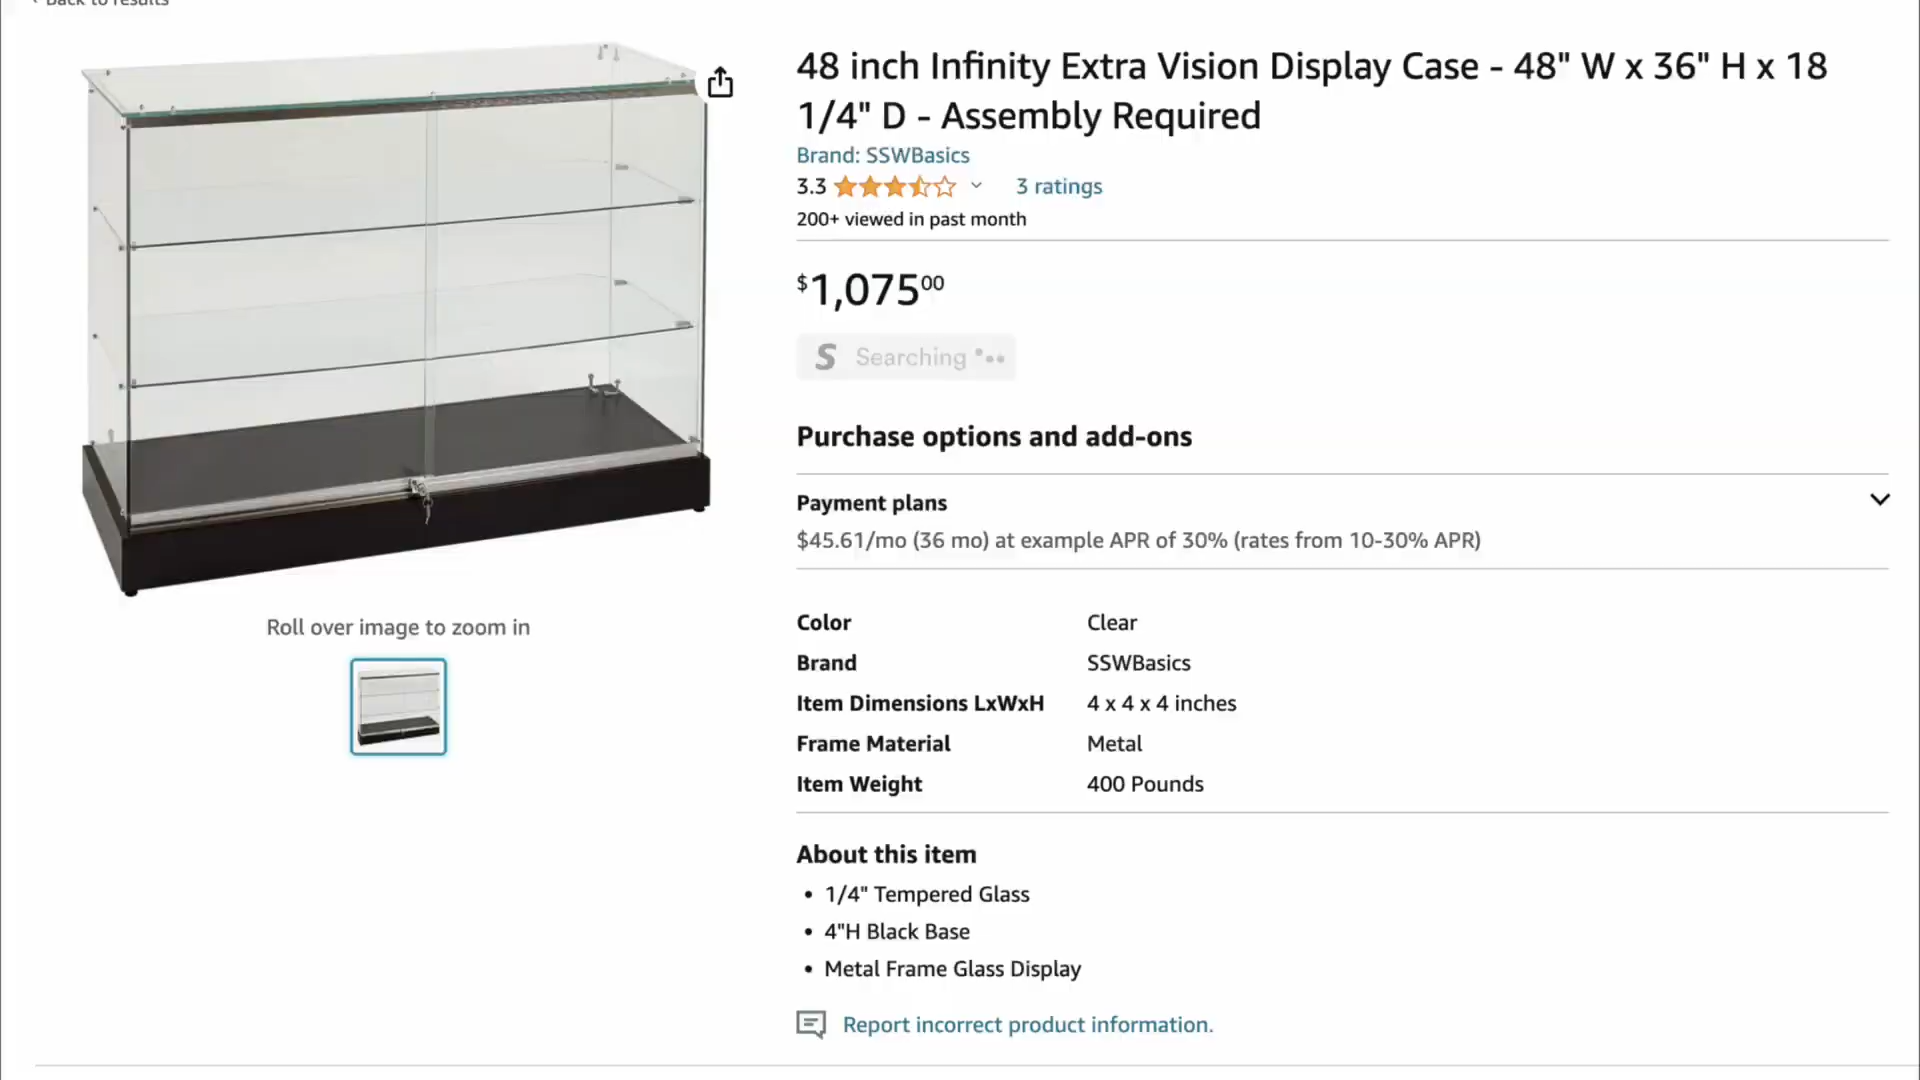 Back to results
48 inch Infinity Extra Vision Display Case - 48" W x 36" H x 18
1/4" D - Assembly Required
Brand: SSWBasics
3.3 3 ratings
200+ viewed in past month
$1,07500
S Searching
Purchase options and add-ons
Payment plans
$45.61/mo (36 mo) at example APR of 30% (rates from 10-30% APR)
Color Clear
Brand SSWBasics
Item Dimensions LxWxH 4 x 4 x 4 inches
Frame Material Metal
Item Weight 400 Pounds
About this item
• 1/4" Tempered Glass
• 4"H Black Base
• Metal Frame Glass Display
Report incorrect product information.
Roll over image to zoom in